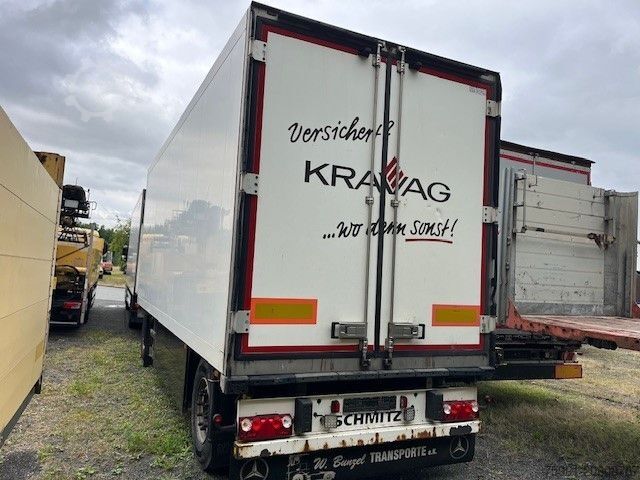 Versichert?
KRAVAG
...wo denn sonst!
SCHMITZ
W. Bunzel TRANSPORTE e.K.